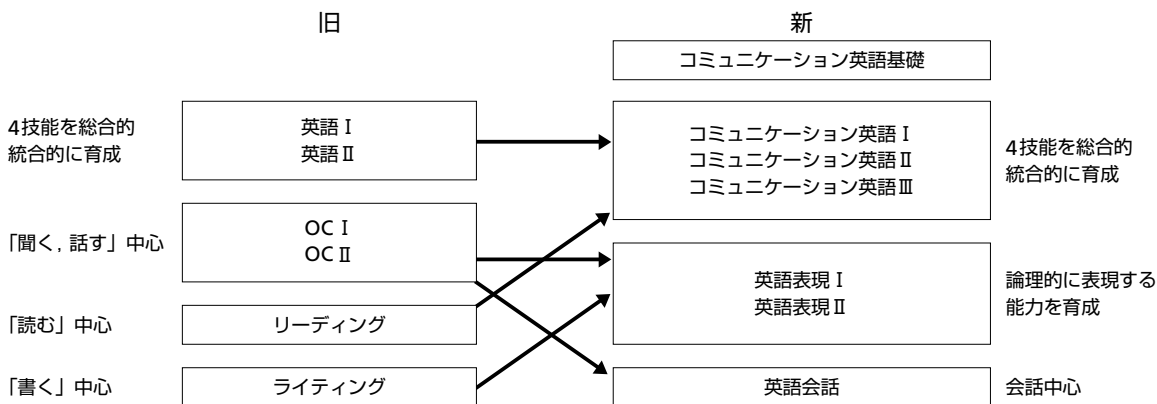 旧
新
コミュニケーション英語基礎
4技能を総合的
統合的に育成
英語Ⅰ
英語Ⅱ
コミュニケーション英語Ⅰ
コミュニケーション英語Ⅱ
コミュニケーション英語Ⅲ
4技能を総合的
統合的に育成
「聞く, 話す」中心
OCⅠ
OCⅡ
英語表現Ⅰ
英語表現Ⅱ
論理的に表現する
能力を育成
「読む」中心
リーディング
「書く」中心
ライティング
英語会話
会話中心